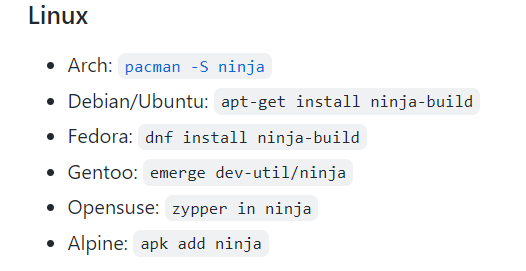 Linux
Arch: pacman -S ninja
Debian/Ubuntu: apt-get install ninja-build
Fedora: dnf install ninja-build
Gentoo: emerge dev-util/ninja
Opensuse: zypper in ninja
Alpine: apk add ninja